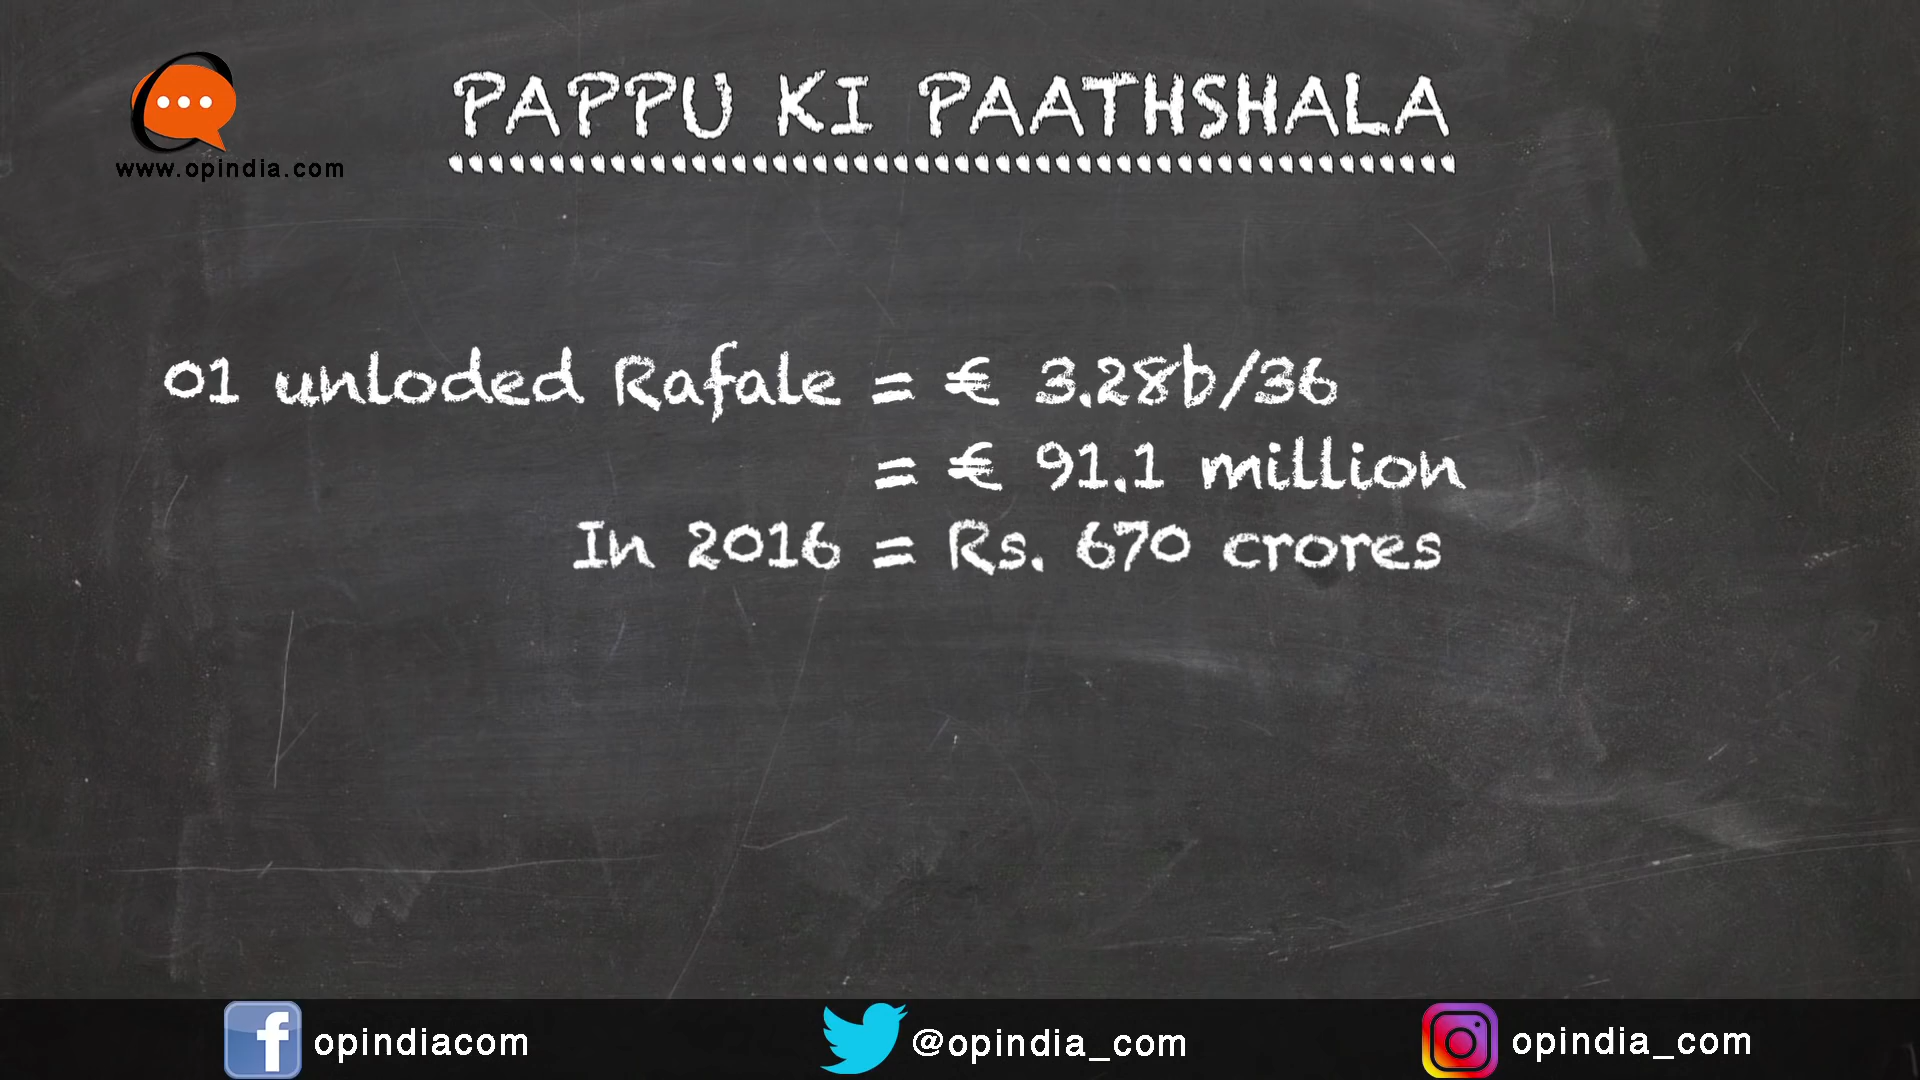 PAPPU KI PAATHSHALA
www.opindia.com
01 unloded Rafale = € 3.28b/36
= € 91.1 million
In 2016 = Rs. 670 crores
opindiacom
@opindia_com
opindia_com